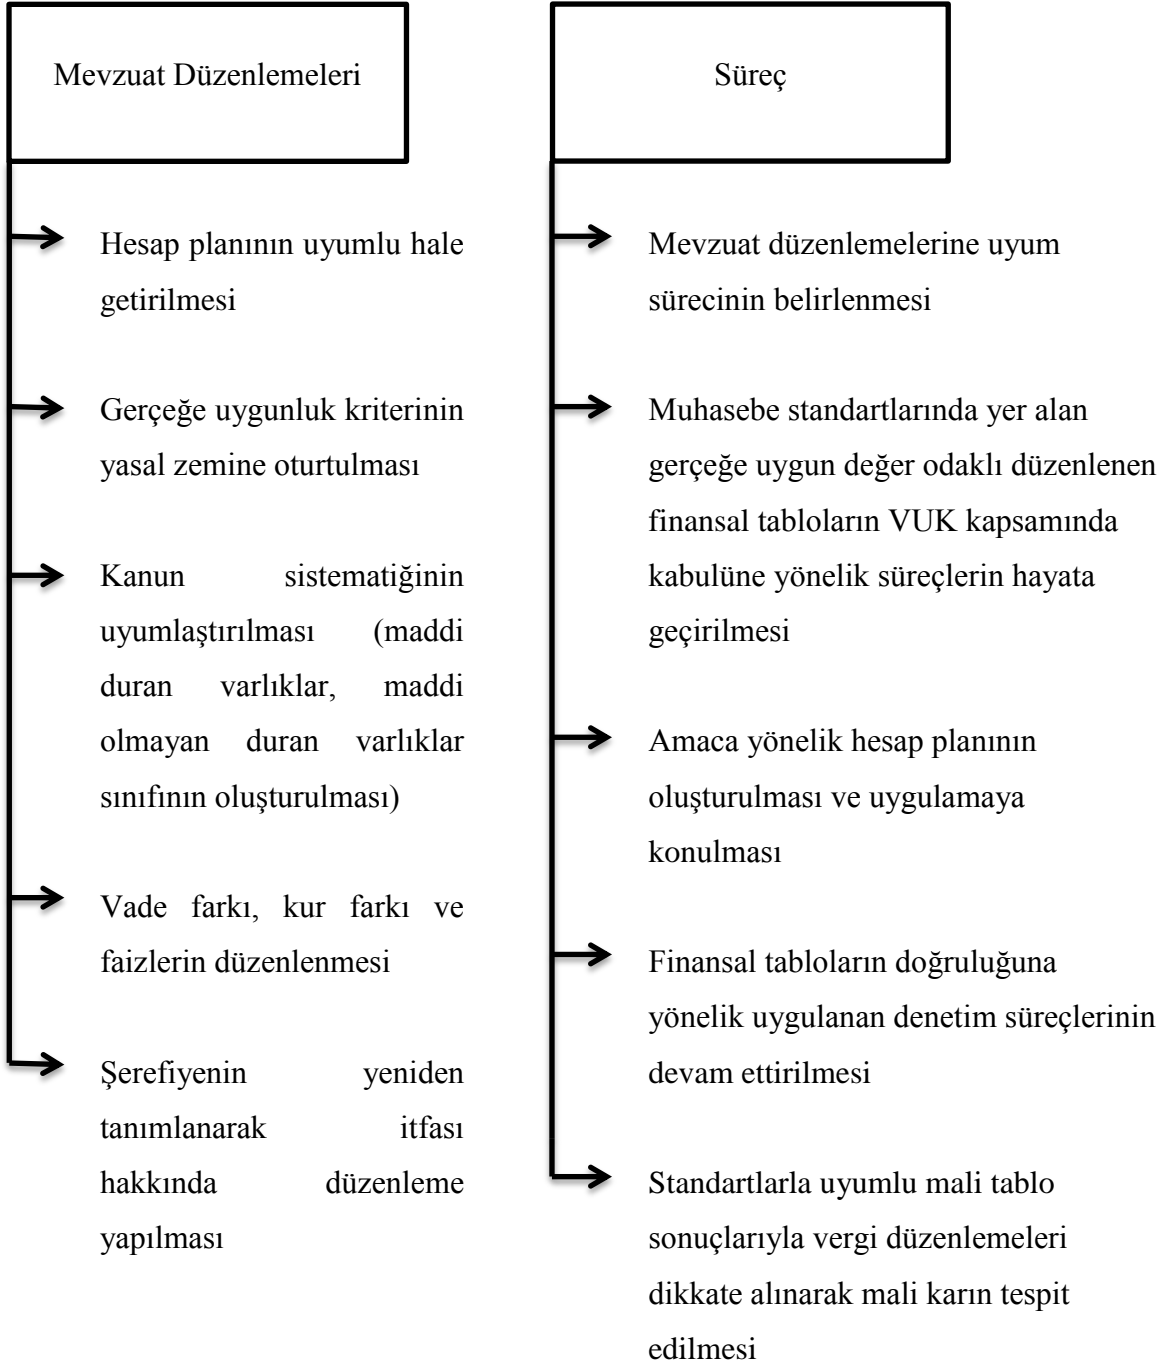 Mevzuat Düzenlemeleri
Hesap planının uyumlu hale
getirilmesi
Gerçeğe uygunluk kriterinin
yasal zemine oturtulması
Kanun sistematiğinin
uyumlaştırılması (maddi
duran varlıklar, maddi
olmayan duran varlıklar
sınıfının oluşturulması)
Vade farkı, kur farkı ve
faizlerin düzenlenmesi
Şerefiyenin yeniden
tanımlanarak itfası
hakkında düzenleme
yapılması
Süreç
Mevzuat düzenlemelerine uyum
sürecinin belirlenmesi
Muhasebe standartlarında yer alan
gerçeğe uygun değer odaklı düzenlenen
finansal tabloların VUK kapsamında
kabulüne yönelik süreçlerin hayata
geçirilmesi
Amaca yönelik hesap planının
oluşturulması ve uygulamaya
konulması
Finansal tabloların doğruluğuna
yönelik uygulanan denetim süreçlerinin
devam ettirilmesi
Standartlarla uyumlu mali tablo
sonuçlarıyla vergi düzenlemeleri
dikkate alınarak mali karın tespit
edilmesi